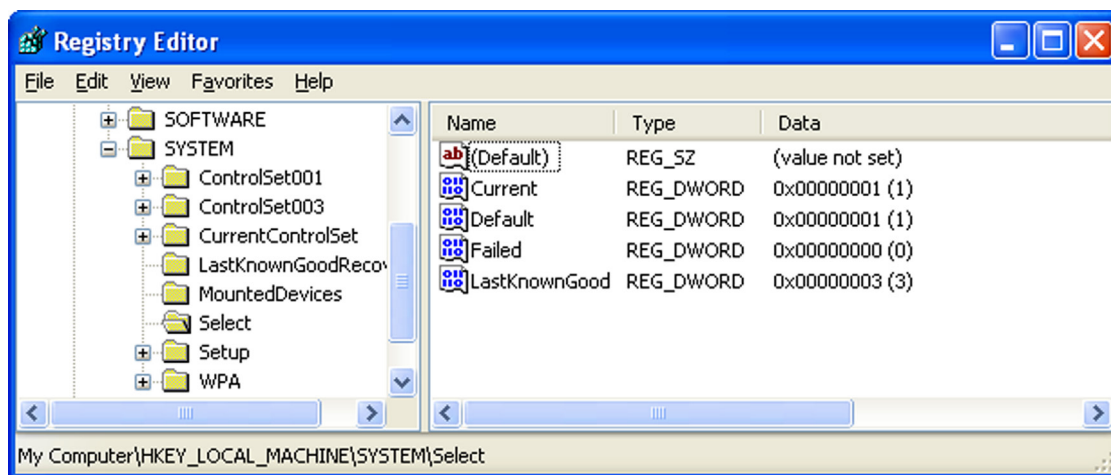 Registry Editor
File Edit View Favorites Help
SOFTWARE
SYSTEM
ControlSet001
ControlSet003
CurrentControlSet
LastKnownGoodRecov
MountedDevices
Select
Setup
WPA
Name Type Data
(Default) REG_SZ (value not set)
Current REG_DWORD 0x00000001 (1)
Default REG_DWORD 0x00000001 (1)
Failed REG_DWORD 0x00000000 (0)
LastKnownGood REG_DWORD 0x00000003 (3)
My Computer\HKEY_LOCAL_MACHINE\SYSTEM\Select